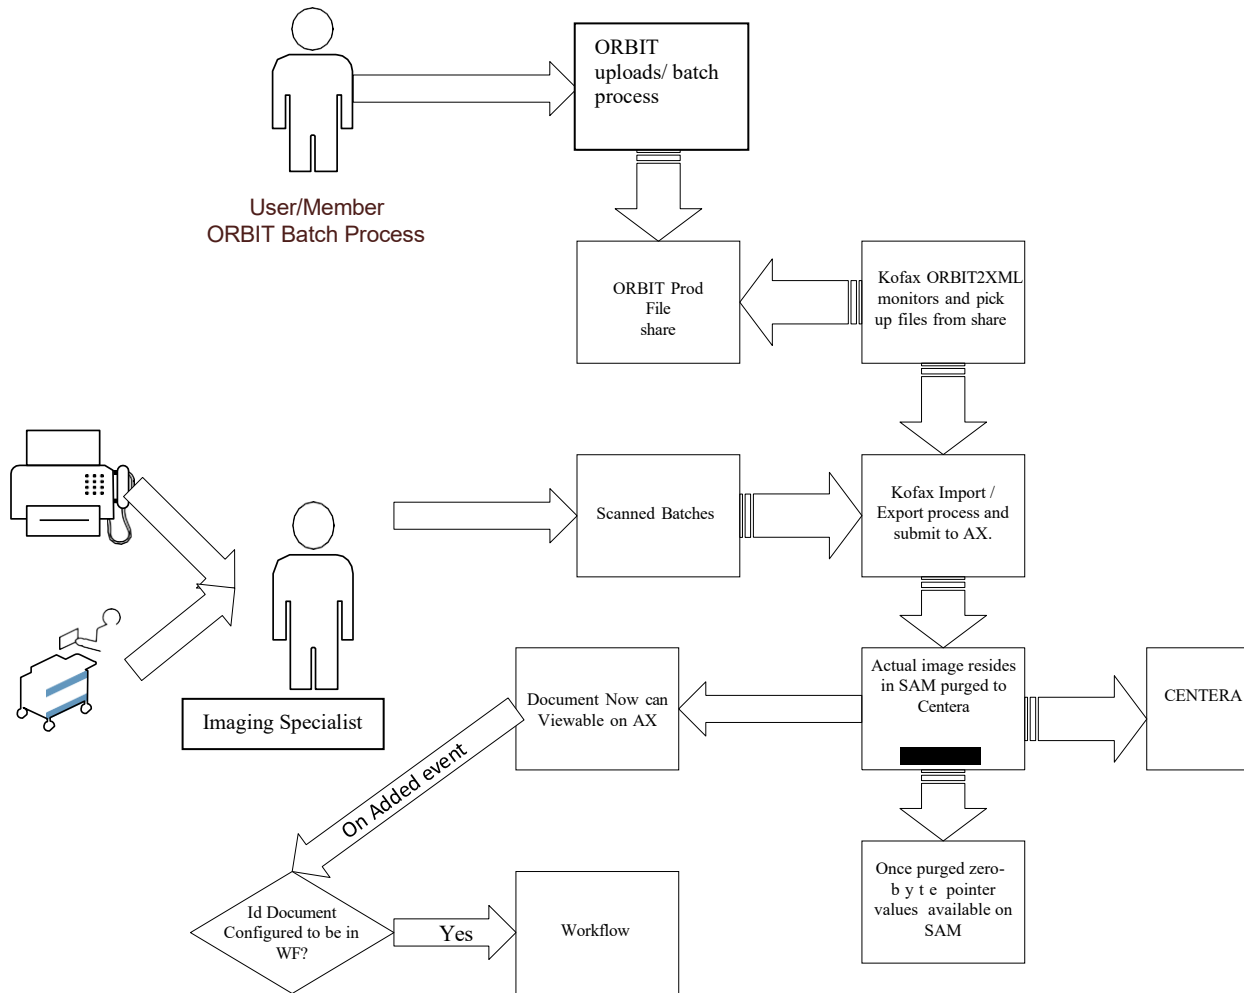 ORBIT
uploads/ batch
process
User/Member
ORBIT Batch Process
ORBIT Prod
File
share
Kofax ORBIT2XML
monitors and pick
up files from share
Scanned Batches
Kofax Import /
Export process and
submit to AX.
Imaging Specialist
Document Now can
Viewable on AX
Actual image resides
in SAM purged to
Centera
CENTERA
On Added event
Once purged zero-
b y t e pointer
values available on
SAM
Id Document
Configured to be in
WF?
Yes
Workflow